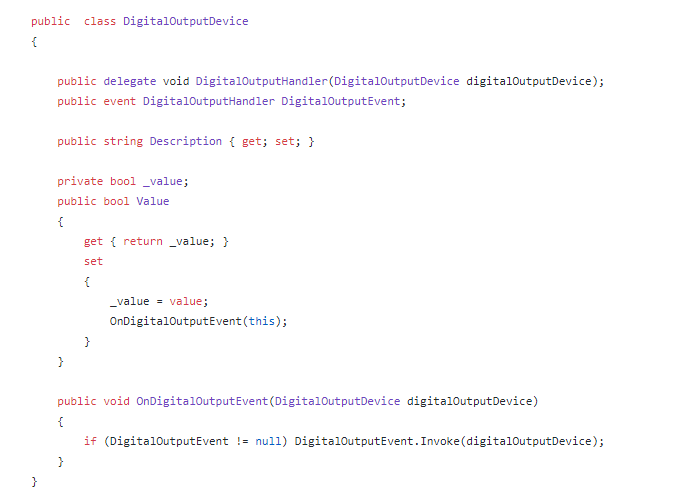 public  class DigitalOutputDevice
{
public delegate void DigitalOutputHandler(DigitalOutputDevice digitalOutputDevice);
public event DigitalOutputHandler DigitalOutputEvent;
public string Description { get; set; }
private bool _value;
public bool Value
{
get { return _value; }
set
{
_value = value;
OnDigitalOutputEvent(this);
}
}
public void OnDigitalOutputEvent(DigitalOutputDevice digitalOutputDevice)
{
if (DigitalOutputEvent != null) DigitalOutputEvent.Invoke(digitalOutputDevice);
}
}